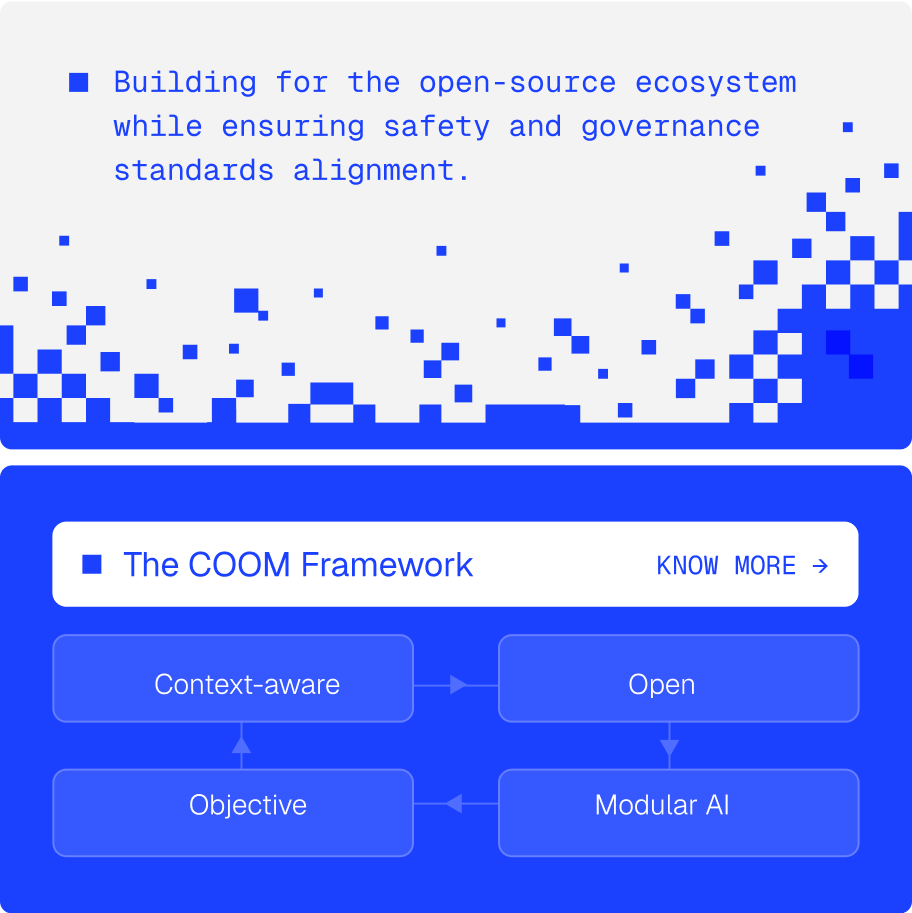 Building for the open-source ecosystem
while ensuring safety and governance
standards alignment.
The COOM Framework
KNOW MORE →
Context-aware
Open
Objective
Modular AI